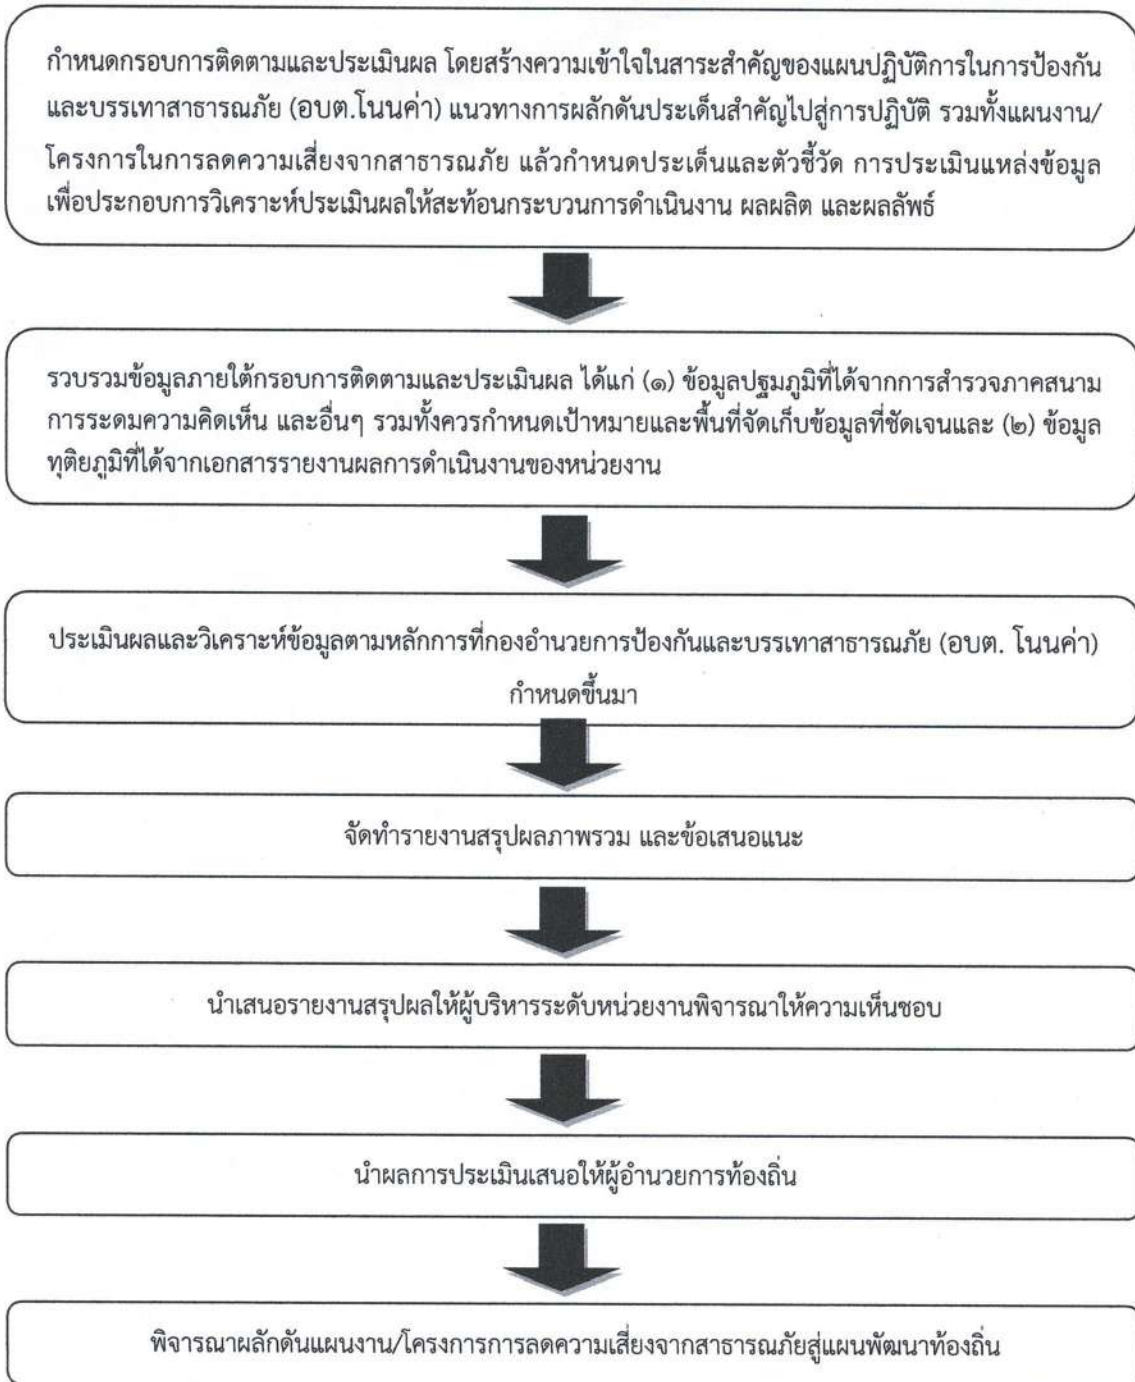 กำหนดกรอบการติดตามและประเมินผล โดยสร้างความเข้าใจในสาระสำคัญของแผนปฏิบัติการในการป้องกัน
และบรรเทาสาธารณภัย (อบต.โนนค่า) แนวทางการผลักดันประเด็นสำคัญไปสู่การปฏิบัติ รวมทั้งแผนงาน/
โครงการในการลดความเสี่ยงจากสาธารณภัย แล้วกำหนดประเด็นและตัวชี้วัด การประเมินแหล่งข้อมูล
เพื่อประกอบการวิเคราะห์ประเมินผลให้สะท้อนกระบวนการดำเนินงาน ผลผลิต และผลลัพธ์
รวบรวมข้อมูลภายใต้กรอบการติดตามและประเมินผล ได้แก่ (๑) ข้อมูลปฐมภูมิที่ได้จากการสำรวจภาคสนาม
การระดมความคิดเห็น และอื่นๆ รวมทั้งควรกำหนดเป้าหมายและพื้นที่จัดเก็บข้อมูลที่ชัดเจนและ (๒) ข้อมูล
ทุติยภูมิที่ได้จากเอกสารรายงานผลการดำเนินงานของหน่วยงาน
ประเมินผลและวิเคราะห์ข้อมูลตามหลักการที่กองอำนวยการป้องกันและบรรเทาสาธารณภัย (อบต. โนนค่า)
กำหนดขึ้นมา
จัดทำรายงานสรุปผลภาพรวม และข้อเสนอแนะ
นำเสนอรายงานสรุปผลให้ผู้บริหารระดับหน่วยงานพิจารณาให้ความเห็นชอบ
นำผลการประเมินเสนอให้ผู้อำนวยการท้องถิ่น
พิจารณาผลักดันแผนงาน/โครงการการลดความเสี่ยงจากสาธารณภัยสู่แผนพัฒนาท้องถิ่น